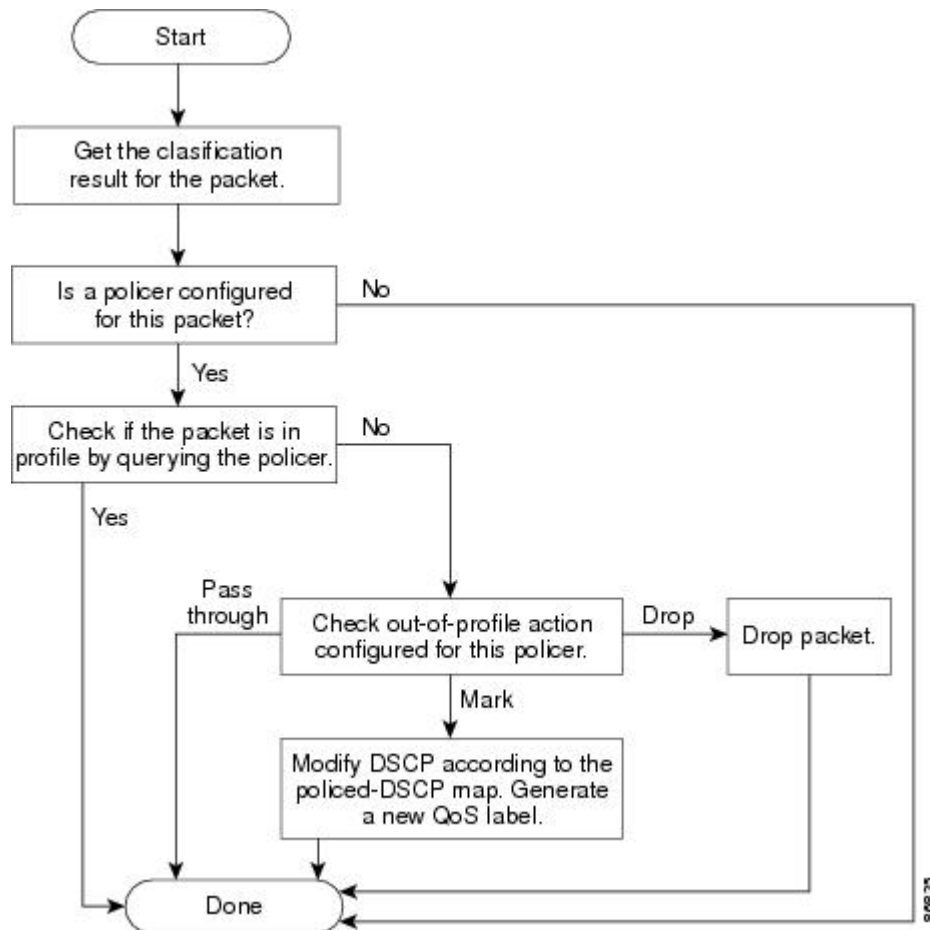 Start
Get the clasification
result for the packet.
Is a policer configured
for this packet?
No
Yes
Check if the packet is in
profile by querying the policer.
No
Yes
Pass
through
Check out-of-profile action
configured for this policer.
Drop
Drop packet.
Mark
Modify DSCP according to the
policed-DSCP map. Generate
a new QoS label.
Done
86835